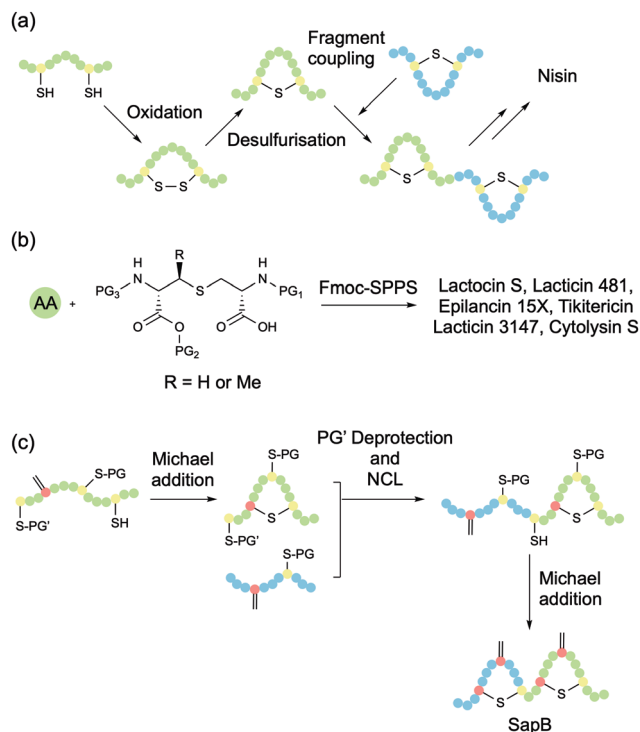 (a)
Fragment
coupling
SH SH
S
S
Nisin
Oxidation
Desulfurisation
S–S
S
S
(b)
R
H
N
H
N
PG3
S
PG1
AA
+
O
O
O
OH
PG2
R = H or Me
Fmoc-SPPS
Lactocin S, Lacticin 481,
Epilancin 15X, Tikitericin
Lacticin 3147, Cytolysin S
(c)
PG' Deprotection
and
NCL
S-PG
Michael
addition
S-PG'
SH
S-PG
S
S-PG'
S-PG
S-PG
S-PG
S
SH
Michael
addition
S
S
SapB